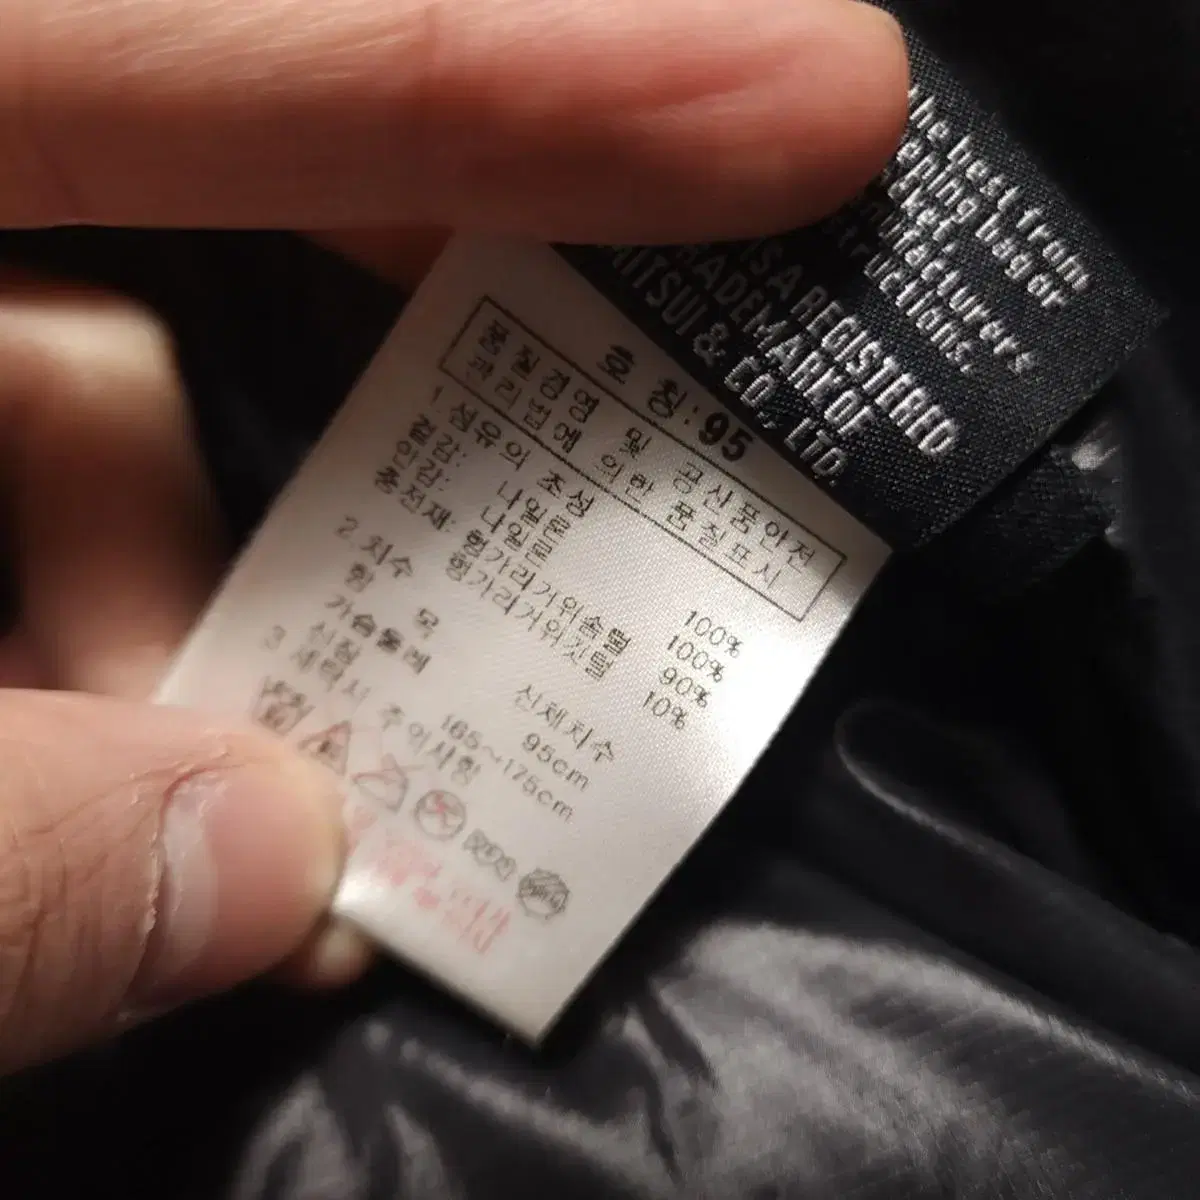 the best from
bag or
manufacturers
instructions.
IS A REGISTERED
TRADEMARK OF
MITSUI & CO., LTD.
호 칭 : 95
품 질 경 영 및 공 산 품 안 전
관 리 법 에 의 한 품 질 표 시
1. 섬유의 조성
겉감: 나일론 100%
안감: 나일론 100%
충전재: 헝가리거위솜털 90%
헝가리거위깃털 10%
2. 치수
항 목 신체치수
가슴둘레 95cm
신장 165~175cm
3. 세탁시 주의사항